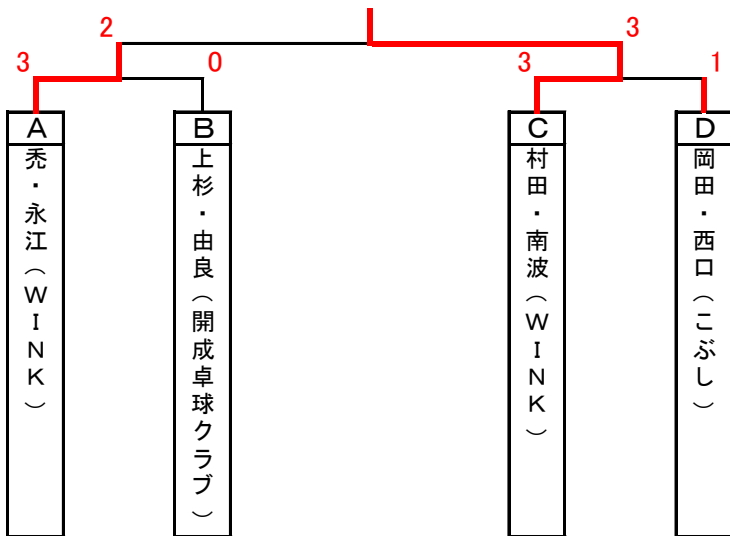 2
3
3
0
3
1
A
B
C
D
禿・永江(WINK)
上杉・由良(開成卓球クラブ)
村田・南波(WINK)
岡田・西口(こぶし)